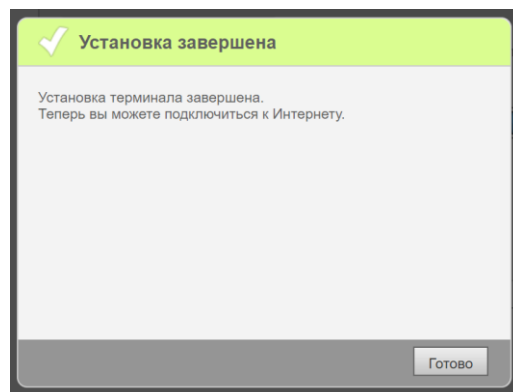 Установка завершена
Установка терминала завершена.
Теперь вы можете подключиться к Интернету.
Готово